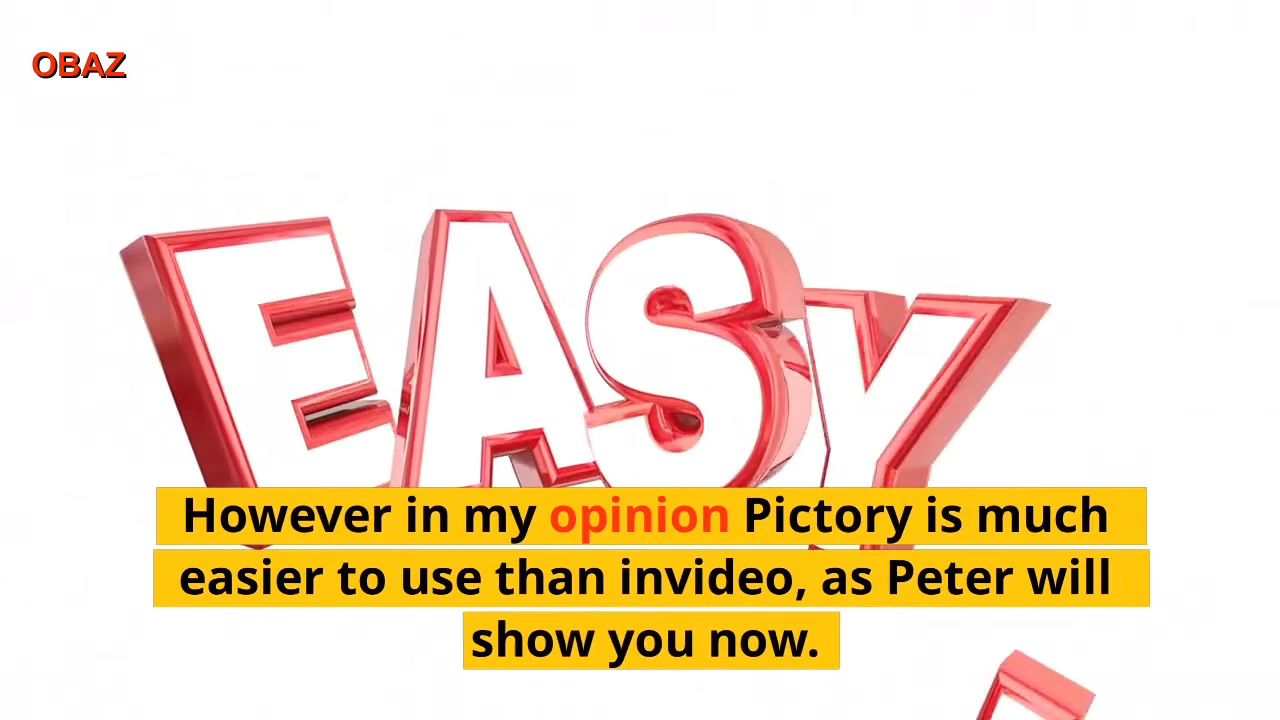 OBAZ
EASY
However in my opinion Pictory is much
easier to use than invideo, as Peter will
show you now.